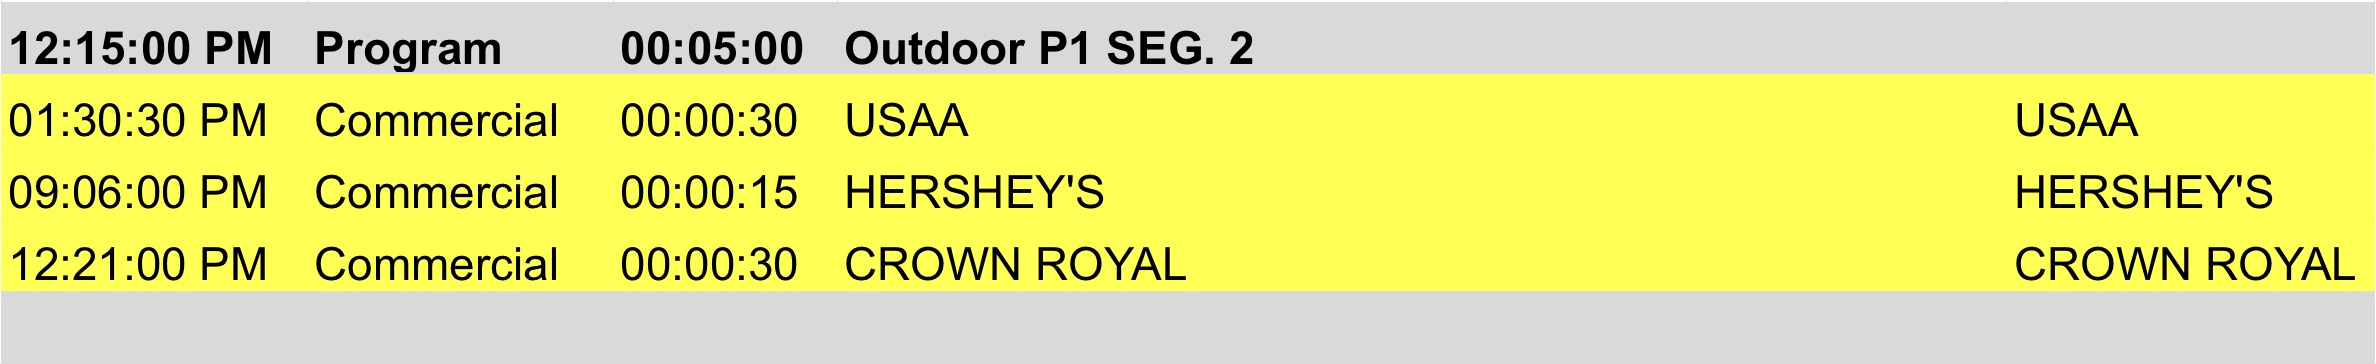 12:15:00 PM Program 00:05:00 Outdoor P1 SEG. 2
01:30:30 PM Commercial 00:00:30 USAA USAA
09:06:00 PM Commercial 00:00:15 HERSHEY'S HERSHEY'S
12:21:00 PM Commercial 00:00:30 CROWN ROYAL CROWN ROYAL